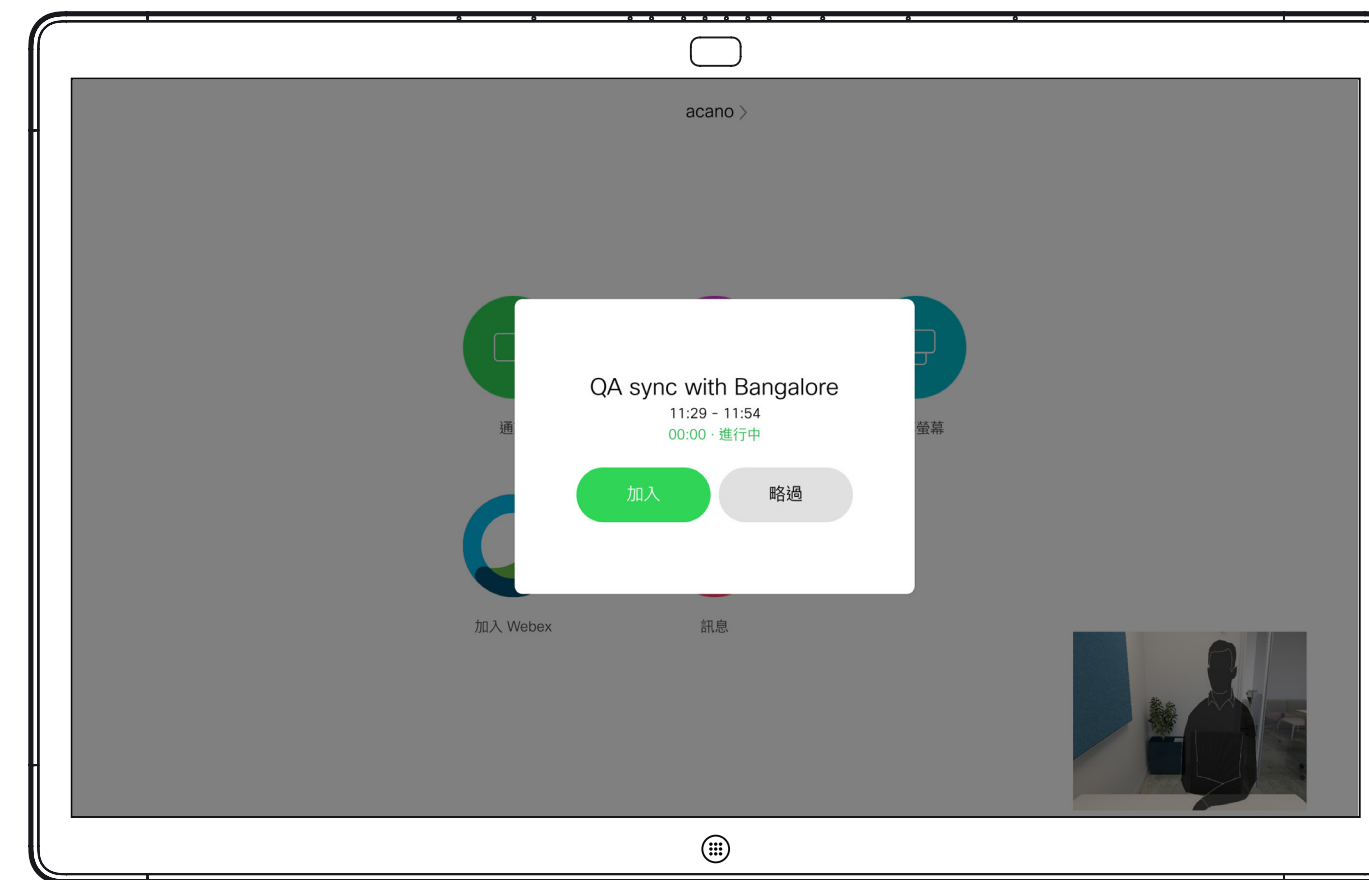 acano
QA sync with Bangalore
11:29 - 11:54
00:00 · 進行中
加入
略過
通
螢幕
加入 Webex
訊息